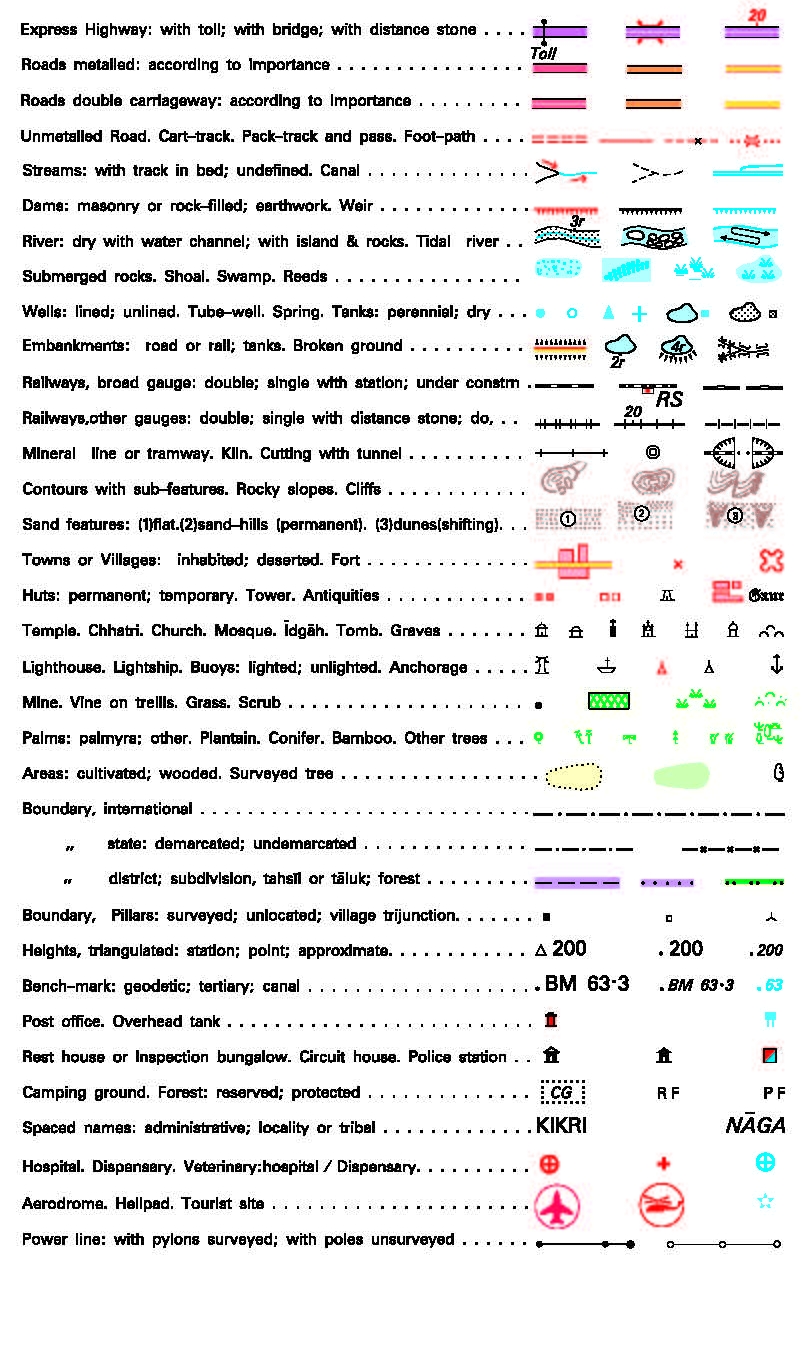 20
Express Highway: with toll; with bridge; with distance stone . . . .
Toll
Roads metalled: according to importance . . . . . . . . . . . . . . . .
Roads double carriageway: according to importance . . . . . . . . .
Unmetalled Road. Cart-track. Pack-track and pass. Foot-path . . . .
Streams: with track in bed; undefined. Canal . . . . . . . . . . . . . .
Dams: masonry or rock-filled; earthwork. Weir . . . . . . . . . . . . .
3r
River: dry with water channel; with island & rocks. Tidal river . .
Submerged rocks. Shoal. Swamp. Reeds . . . . . . . . . . . . . . . .
Wells: lined; unlined. Tube-well. Spring. Tanks: perennial; dry . . .
Embankments: road or rail; tanks. Broken ground . . . . . . . . . . 4r
2r
Railways, broad gauge: double; single with station; under constrn .
RS
20
Railways,other gauges: double; single with distance stone; do, . .
Mineral line or tramway. Kiln. Cutting with tunnel . . . . . . . . . .
Contours with sub-features. Rocky slopes. Cliffs . . . . . . . . . . . .
Sand features: (1)flat.(2)sand-hills (permanent). (3)dunes(shifting). . . 1 2 3
Towns or Villages: inhabited; deserted. Fort . . . . . . . . . . . . . .
Huts: permanent; temporary. Tower. Antiquities . . . . . . . . . . . .
Temple. Chhatri. Church. Mosque. Īdgāh. Tomb. Graves . . . . . . .
Lighthouse. Lightship. Buoys: lighted; unlighted. Anchorage . . . . .
Mine. Vine on trellis. Grass. Scrub . . . . . . . . . . . . . . . . . . . . .
Palms: palmyra; other. Plantain. Conifer. Bamboo. Other trees . . .
Areas: cultivated; wooded. Surveyed tree . . . . . . . . . . . . . . . .
Boundary, international . . . . . . . . . . . . . . . . . . . . . . . . . . . .
„ state: demarcated; undemarcated . . . . . . . . . . . . . .
„ district; subdivision, tahsīl or tāluk; forest . . . . . . . . .
Boundary, Pillars: surveyed; unlocated; village trijunction. . . . . . .
Heights, triangulated: station; point; approximate. . . . . . . . . . . . 200 . 200 . 200
Bench-mark: geodetic; tertiary; canal . . . . . . . . . . . . . . . . . . . BM 63·3 . BM 63·3 . 63
Post office. Overhead tank . . . . . . . . . . . . . . . . . . . . . . . . . .
Rest house or Inspection bungalow. Circuit house. Police station . .
Camping ground. Forest: reserved; protected . . . . . . . . . . . . . . CG RF PF
Spaced names: administrative; locality or tribal . . . . . . . . . . . . . KIKRI NĀGA
Hospital. Dispensary. Veterinary:hospital / Dispensary. . . . . . . . . .
Aerodrome. Helipad. Tourist site . . . . . . . . . . . . . . . . . . . . . .
Power line: with pylons surveyed; with poles unsurveyed . . . . . .